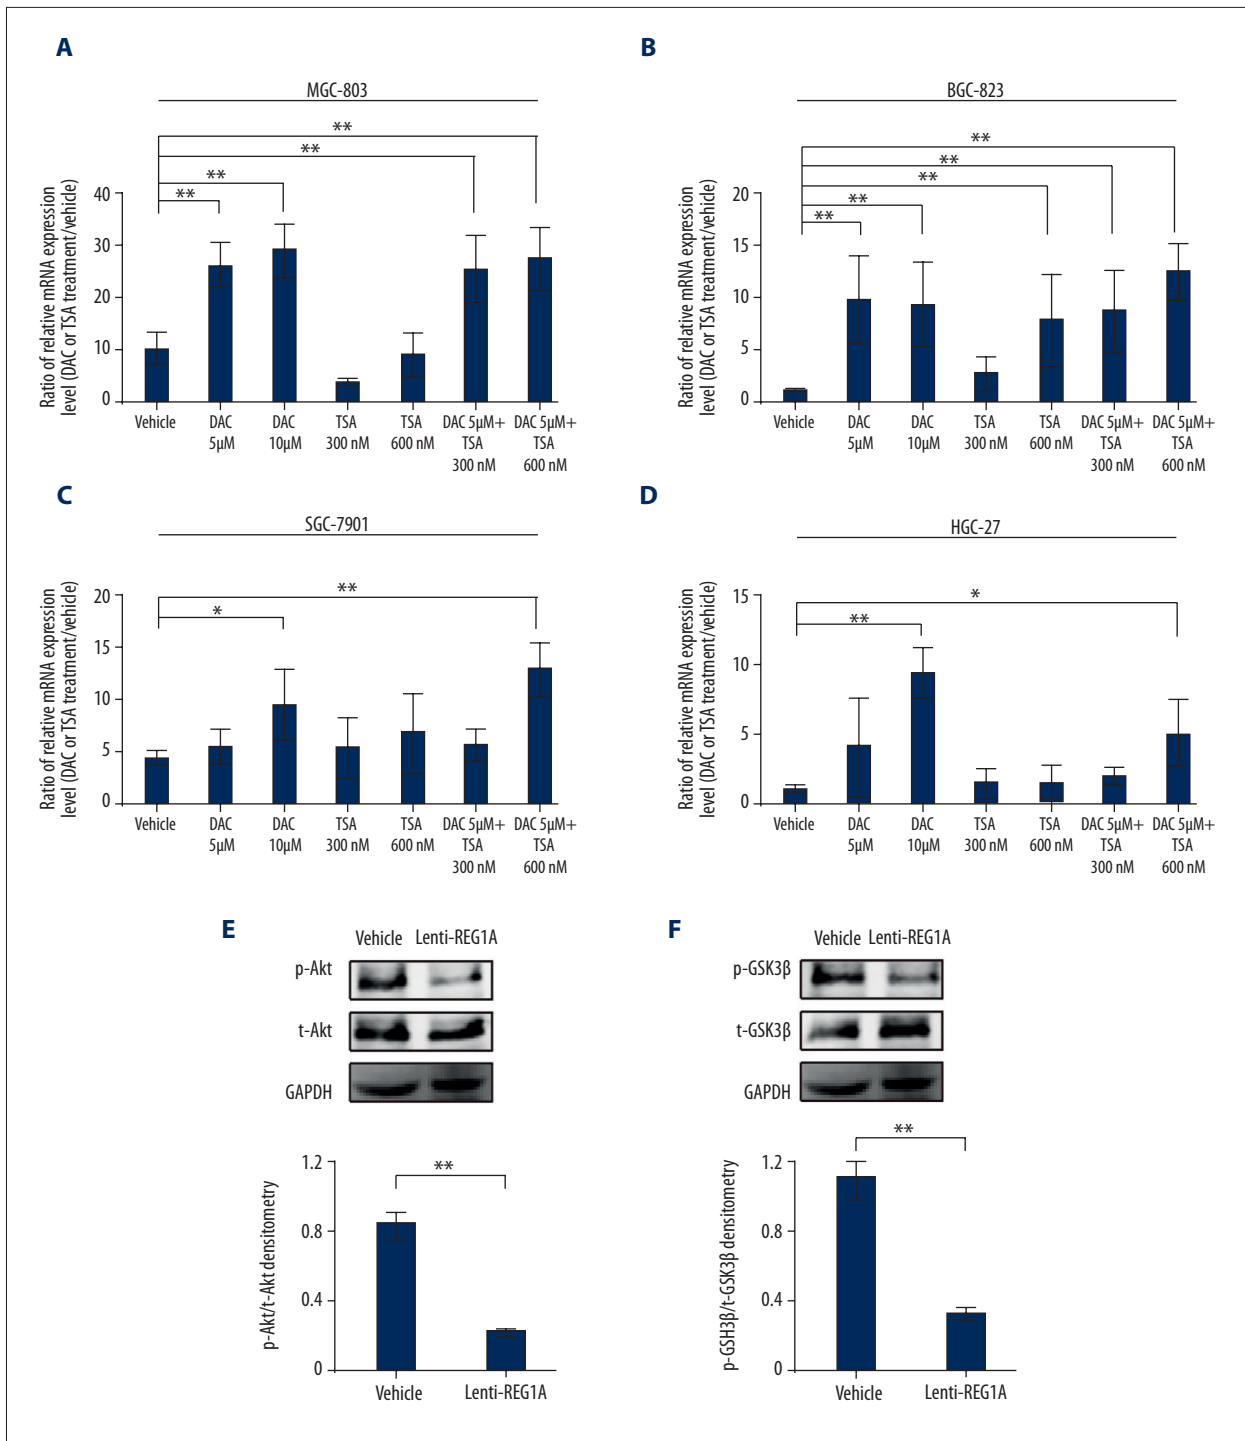 A
MGC-803
**
**
**
**
Ratio of relative mRNA expression
level (DAC or TSA treatment/vehicle)
40
30
20
10
0
Vehicle
DAC
5µM
DAC
10µM
TSA
300 nM
TSA
600 nM
DAC 5µM+
TSA
300 nM
DAC 5µM+
TSA
600 nM
B
BGC-823
**
**
**
**
**
Ratio of relative mRNA expression
level (DAC or TSA treatment/vehicle)
20
15
10
5
0
Vehicle
DAC
5µM
DAC
10µM
TSA
300 nM
TSA
600 nM
DAC 5µM+
TSA
300 nM
DAC 5µM+
TSA
600 nM
C
SGC-7901
**
*
Ratio of relative mRNA expression
level (DAC or TSA treatment/vehicle)
20
15
10
5
0
Vehicle
DAC
5µM
DAC
10µM
TSA
300 nM
TSA
600 nM
DAC 5µM+
TSA
300 nM
DAC 5µM+
TSA
600 nM
D
HGC-27
*
**
Ratio of relative mRNA expression
level (DAC or TSA treatment/vehicle)
15
10
5
0
Vehicle
DAC
5µM
DAC
10µM
TSA
300 nM
TSA
600 nM
DAC 5µM+
TSA
300 nM
DAC 5µM+
TSA
600 nM
E
Vehicle Lenti-REG1A
p-Akt
t-Akt
GAPDH
**
p-Akt/t-Akt densitometry
1.2
0.8
0.4
0
Vehicle
Lenti-REG1A
F
Vehicle Lenti-REG1A
p-GSK3β
t-GSK3β
GAPDH
**
p-GSH3β/t-GSK3β densitometry
1.2
0.8
0.4
0
Vehicle
Lenti-REG1A